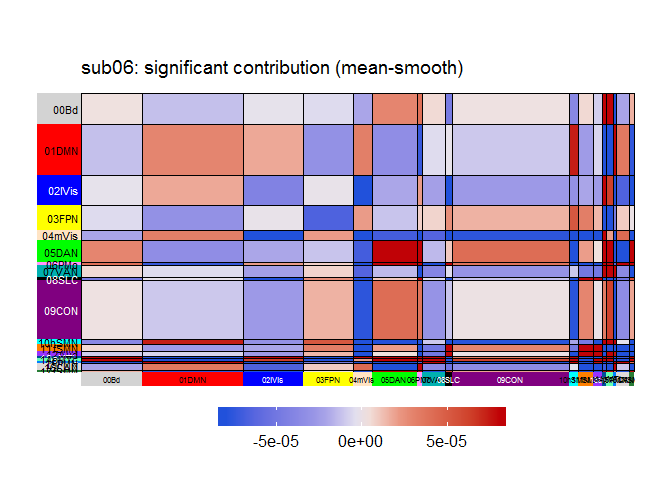 sub06: significant contribution (mean-smooth)
00Bd
01DMN
02lVis
03FPN
04mVis
05DAN
07VAN
08SLC
09CON
00Bd 01DMN 02lVis 03FPN 04mVis 05DAN 08SLC 09CON
-5e-05 0e+00 5e-05